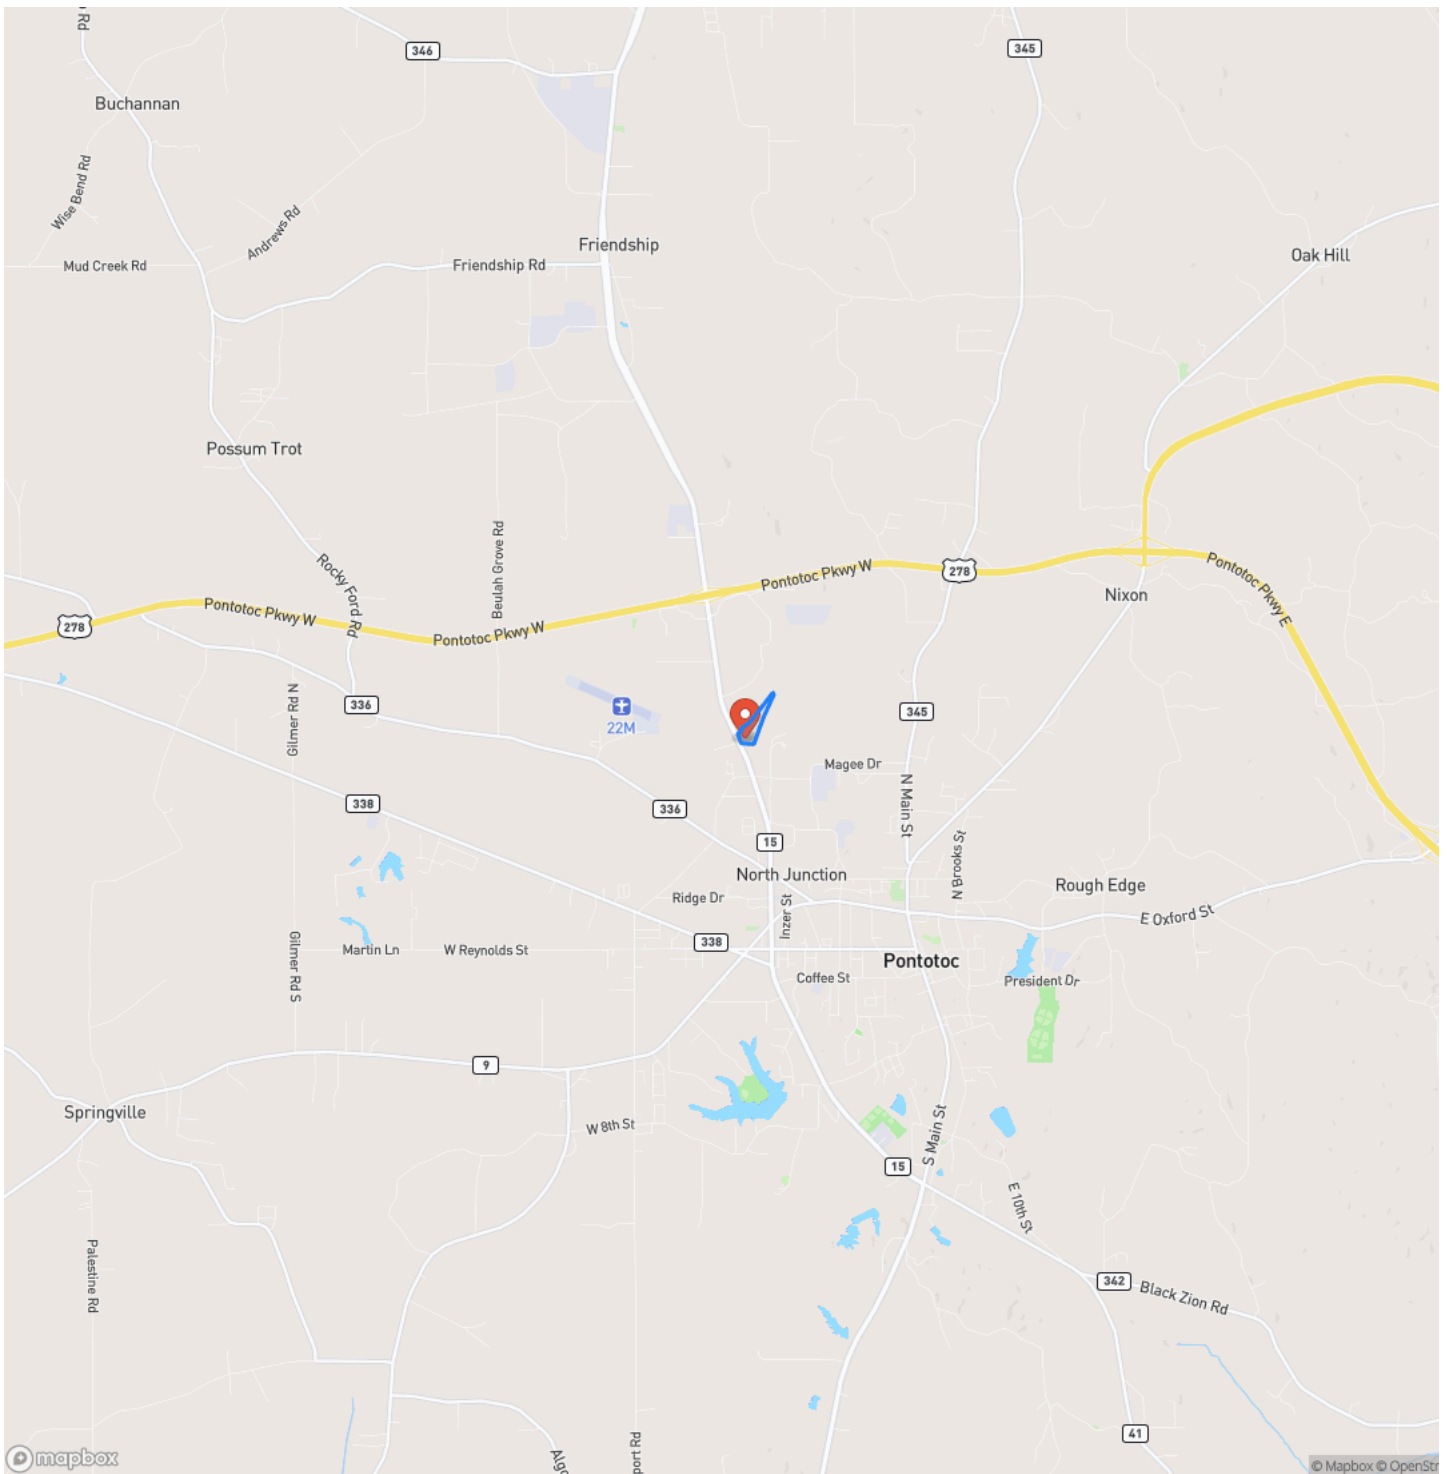 Rd
346
345
Buchannan
Wise Bend Rd
Andrews Rd
Friendship
Oak Hill
Mud Creek Rd
Friendship Rd
Possum Trot
Rocky Ford Rd
Beulah Grove Rd
Pontotoc Pkwy W
278
Pontotoc Pkwy E
Nixon
Pontotoc Pkwy W
278
Pontotoc Pkwy W
Gilmer Rd N
336
22M
345
Magee Dr
N Main St
338
336
15
N Brooks St
North Junction
Rough Edge
Ridge Dr
Inzer St
E Oxford St
Gilmer Rd S
Martin Ln
W Reynolds St
338
Pontotoc
Coffee St
President Dr
9
Springville
W 8th St
S Main St
15
E 10th St
Palestine Rd
342
Black Zion Rd
41
port Rd
Algo
mapbox
© Mapbox © OpenStr